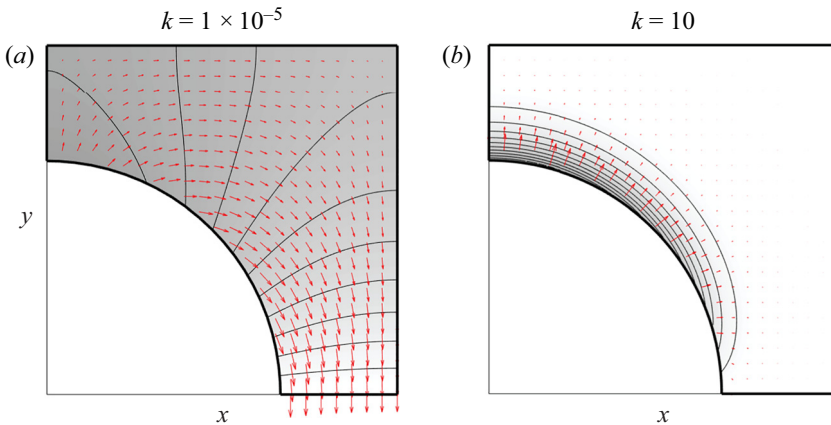 k = 1 × 10⁻⁵
k = 10
(a)
(b)
y
x
x